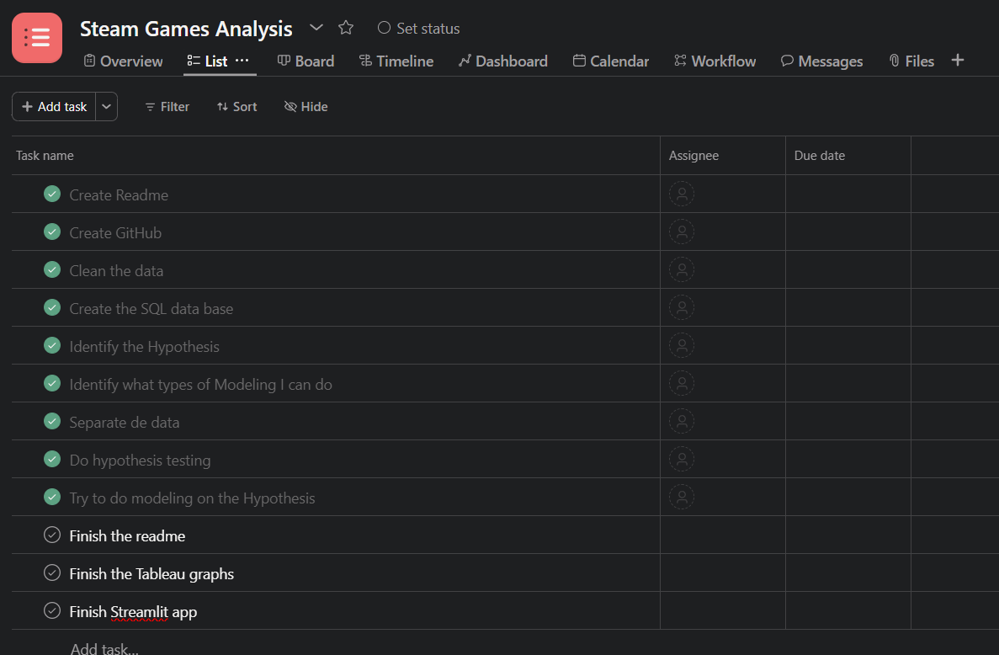 Steam Games Analysis
Set status
Overview
List
Board
Timeline
Dashboard
Calendar
Workflow
Messages
Files
Add task
Filter
Sort
Hide
Task name
Assignee
Due date
Create Readme
Create GitHub
Clean the data
Create the SQL data base
Identify the Hypothesis
Identify what types of Modeling I can do
Separate de data
Do hypothesis testing
Try to do modeling on the Hypothesis
Finish the readme
Finish the Tableau graphs
Finish Streamlit app
Add task...